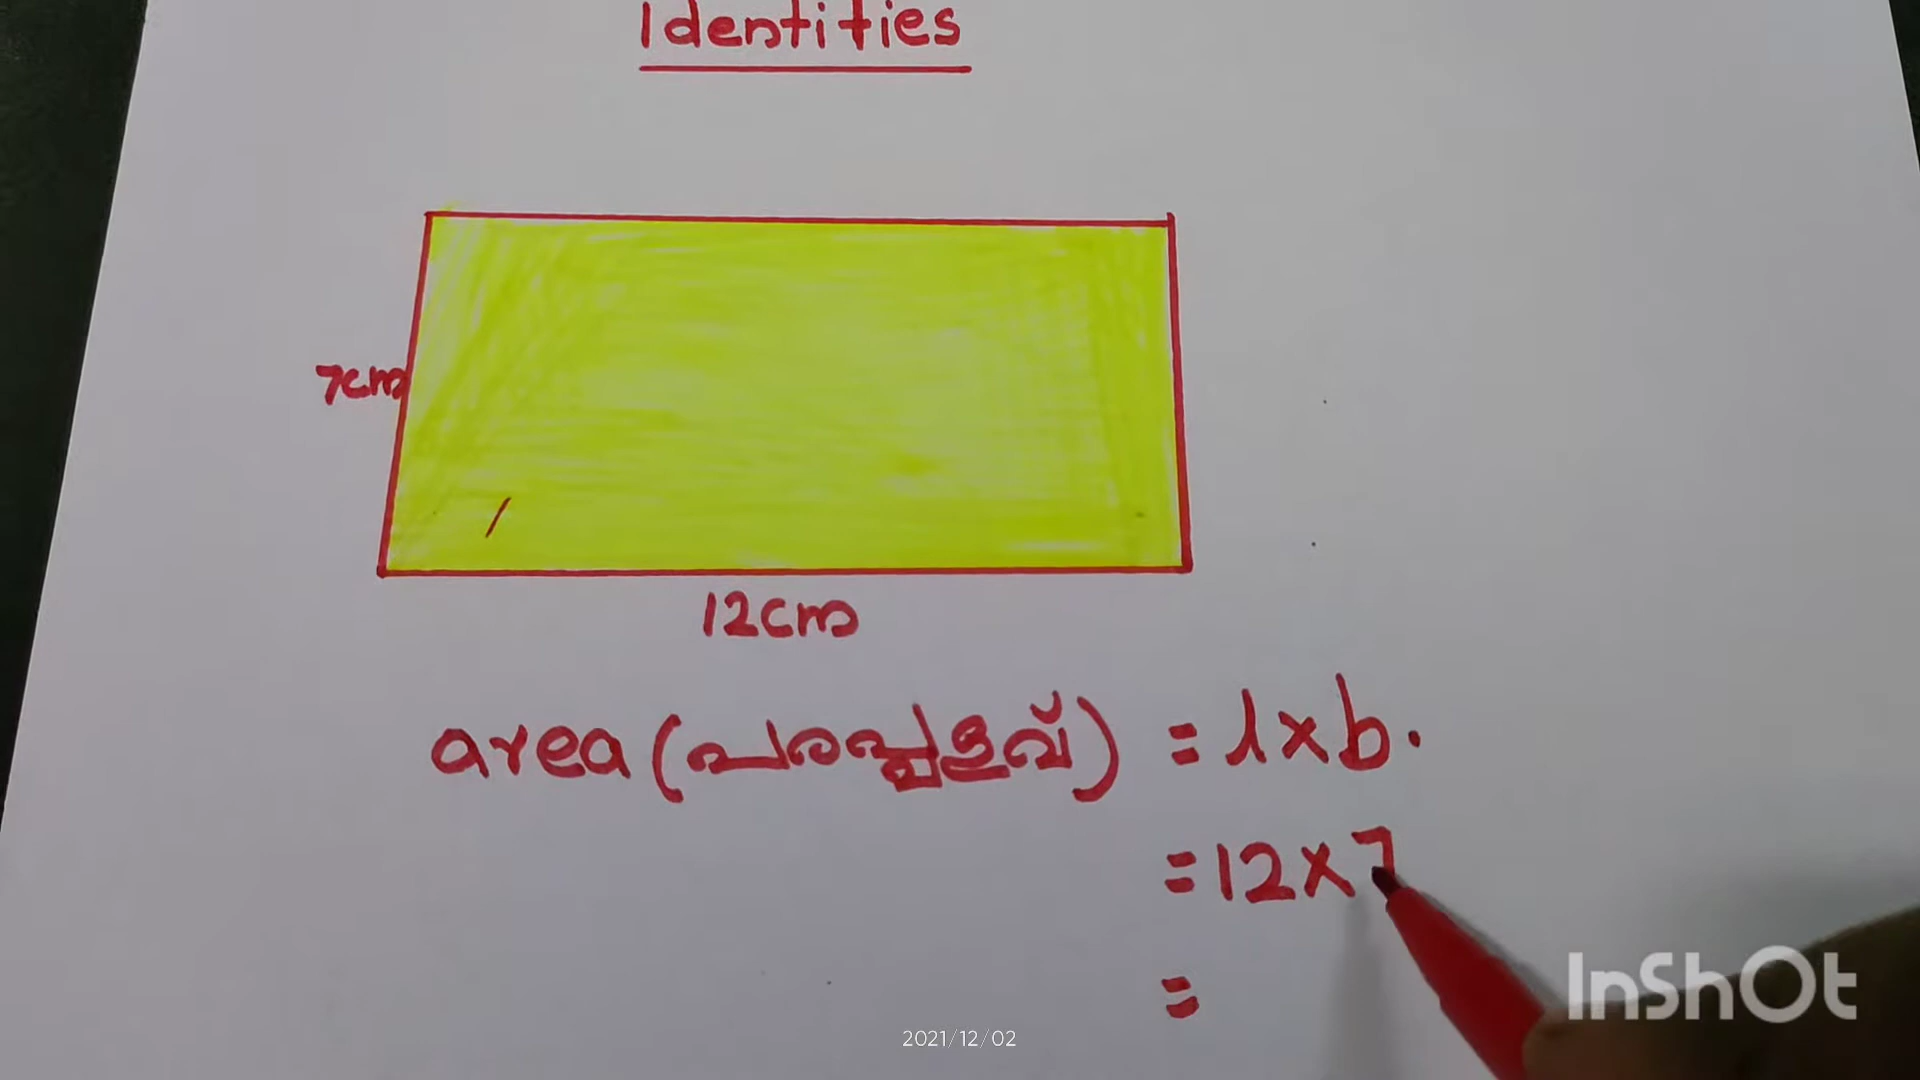 Identities
7cm
12cm
area (പരപ്പളവ്) = l x b.
= 12 x 7
=
InShOt
2021/12/02